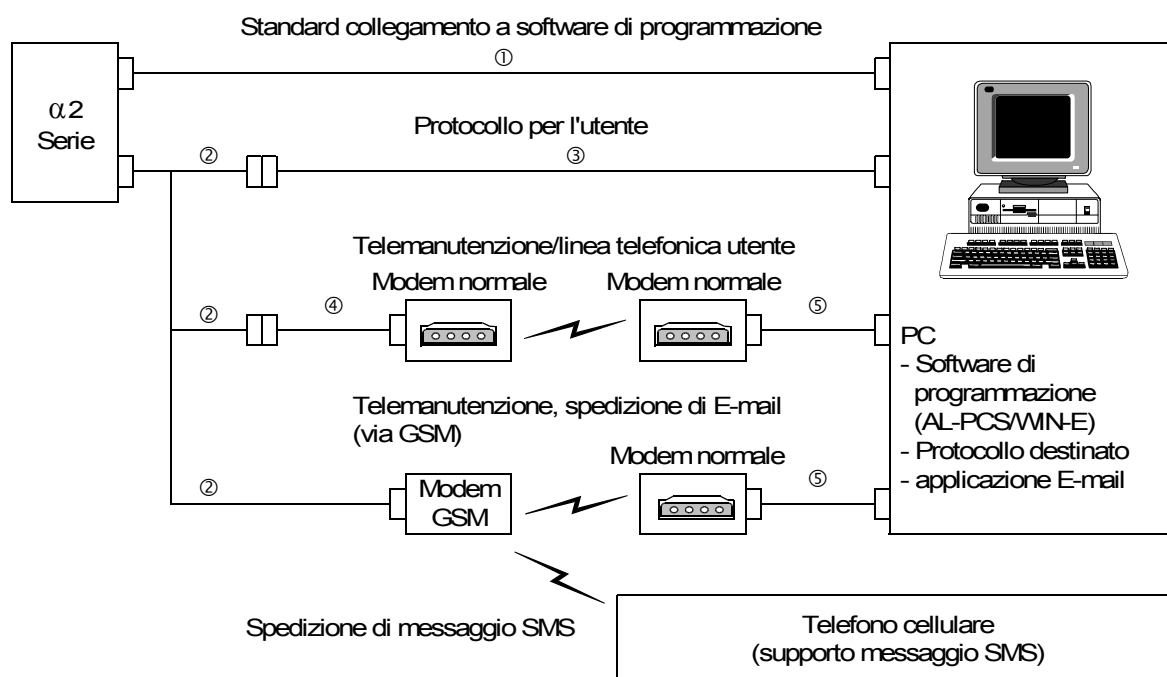 Standard collegamento a software di programmazione
①
α2
Serie
Protocollo per l'utente
②
③
Telemanutenzione/linea telefonica utente
Modem normale
Modem normale
②
④
⑤
PC
- Software di
programmazione
(AL-PCS/WIN-E)
- Protocollo destinato
- applicazione E-mail
Telemanutenzione, spedizione di E-mail
(via GSM)
Modem normale
②
Modem
GSM
⑤
Spedizione di messaggio SMS
Telefono cellulare
(supporto messaggio SMS)